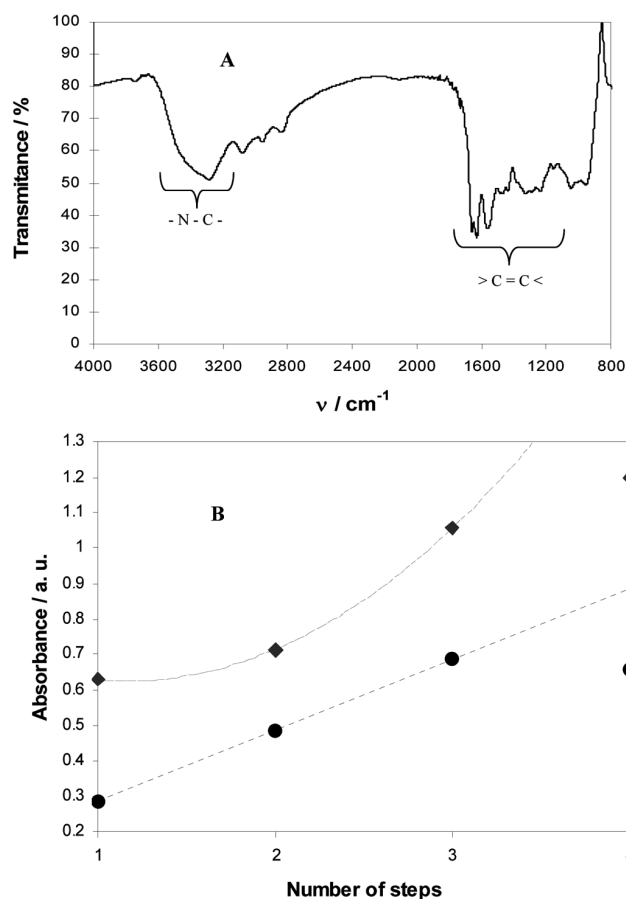 100
A
90
80
70
60
50
40
30
20
10
0
Transmitance / %
- N - C -
> C = C <
4000 3600 3200 2800 2400 2000 1600 1200 800
ν / cm-1
1.3
B
1.2
1.1
1
0.9
0.8
0.7
0.6
0.5
0.4
0.3
0.2
Absorbance / a. u.
1 2 3
Number of steps